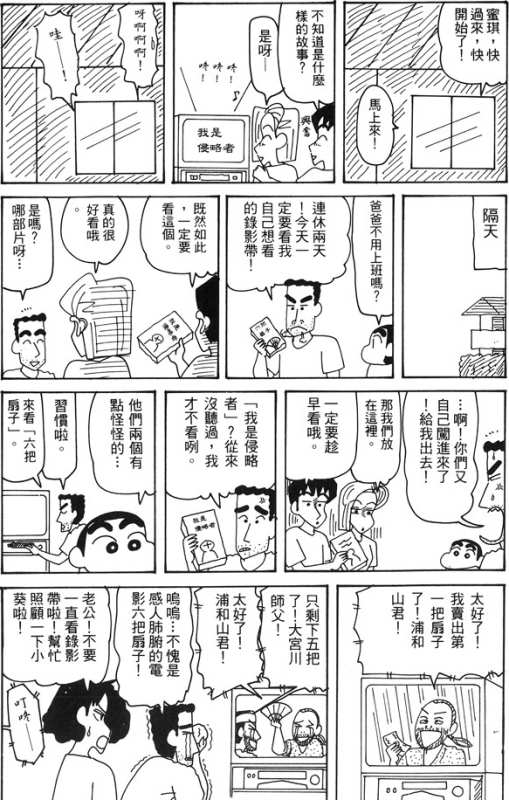 蜜琪，快
過來，快
開始了！
馬上來！
不知道是什麼
樣的故事？
是呀…
咚！咚！咚！
興奮
我是
侵略者
呀啊啊啊！
哇…！
隔天
爸爸不用上班嗎？
連休兩天
！今天一
定要看我
自己想看
的錄影帶！
既然如此
，一定要
看這個。
真的很
好看哦
。
是嗎？
哪部片呀…
…啊！你們又
自己闖進來了
！給我出去！
那我們放
在這裡。
一定要趁
早看哦。
「我是侵略
者」？從來
沒聽過，我
才不看咧。
我是
侵略者
他們兩個有
點怪怪的…
習慣啦。
來看「六把
扇子」。
太好了！
我賣出第
一把扇子
了！浦和
山君！
只剩下五把
了！大宮川
師父！
太好了！
浦和山君！
嗚嗚…不愧是
感人肺腑的電
影六把扇子！
老公！不要
一直看錄影
帶啦！幫忙
照顧一下小
葵啦！
叮咚—